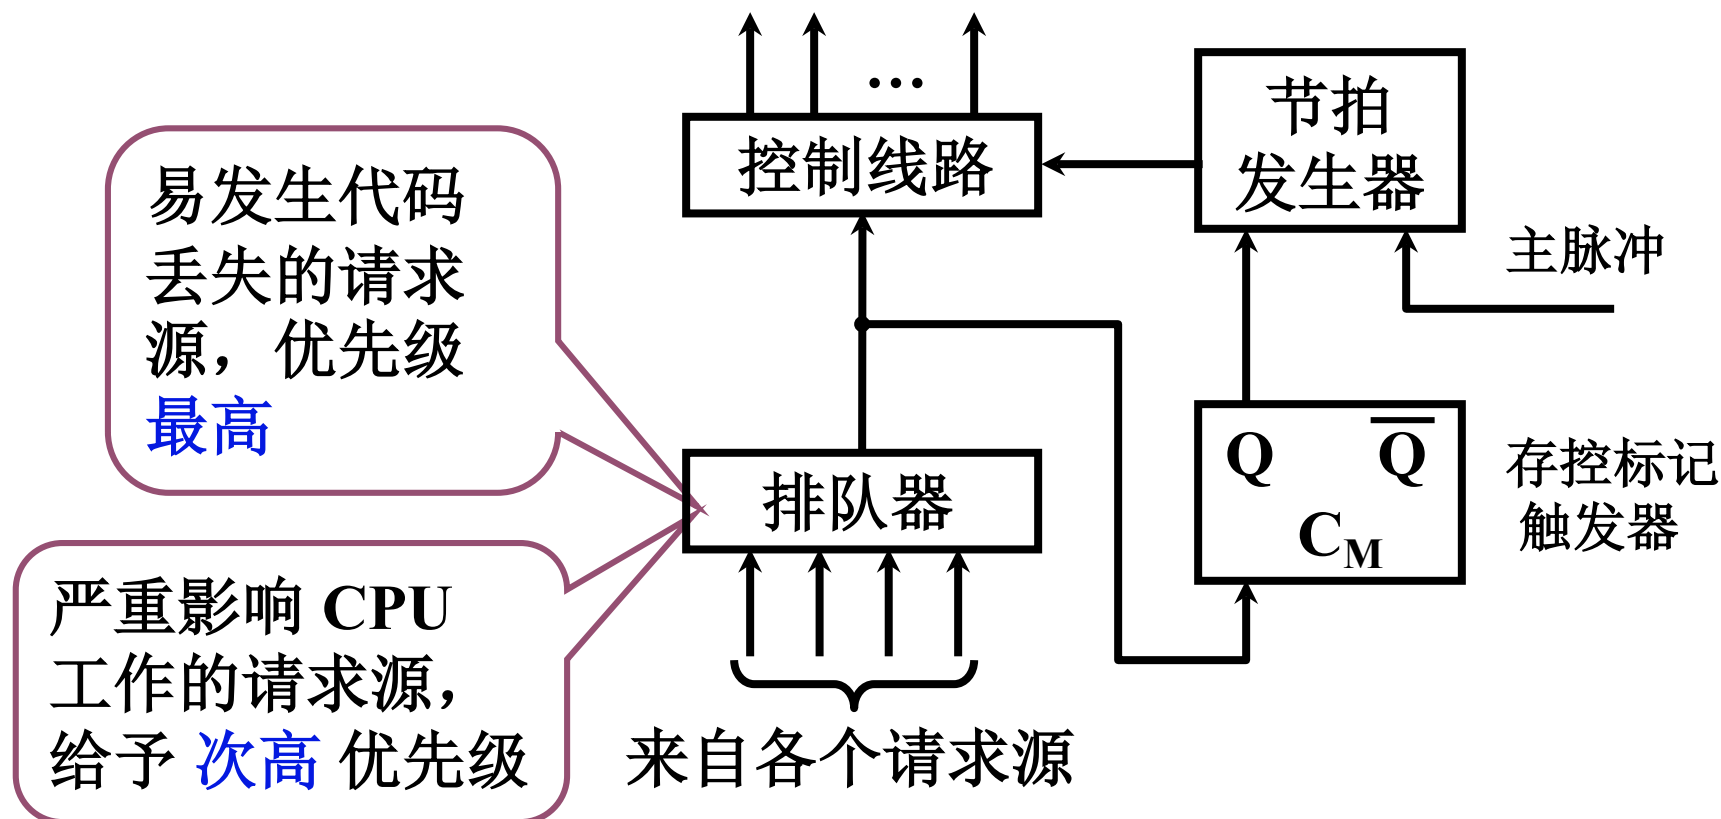 …
控制线路
节拍
发生器
主脉冲
易发生代码
丢失的请求
源，优先级
最高
排队器
Q Q̅
C_M
存控标记
触发器
严重影响 CPU
工作的请求源，
给予 次高 优先级
来自各个请求源